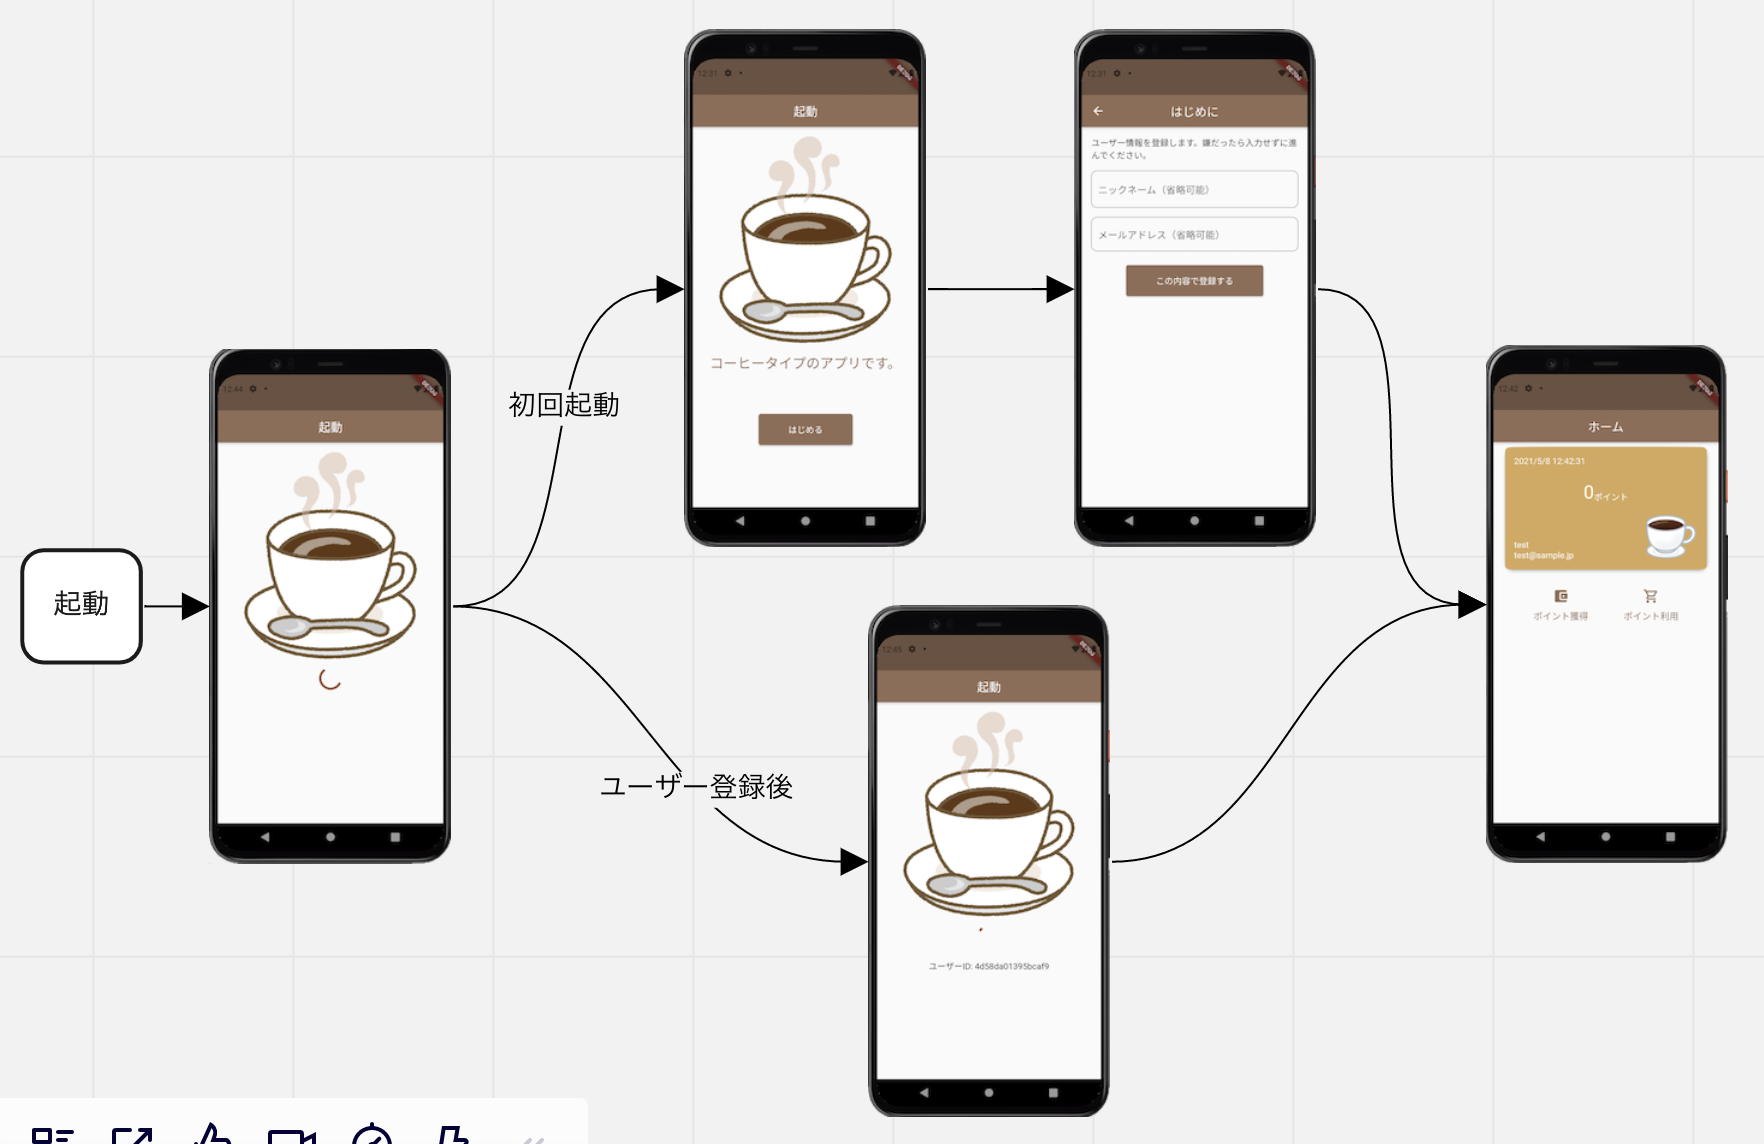 起動
12:44
DEBUG
起動
初回起動
ユーザー登録後
12:31
DEBUG
起動
コーヒータイプのアプリです。
はじめる
12:31
DEBUG
はじめに
ユーザー情報を登録します。嫌だったら入力せずに進
んでください。
ニックネーム（省略可能）
メールアドレス（省略可能）
この内容で登録する
12:45
DEBUG
起動
ユーザーID: 4d58da01395bcaf9
12:42
DEBUG
ホーム
2021/5/8 12:42:31
0ポイント
test
test@sample.jp
ポイント獲得
ポイント利用